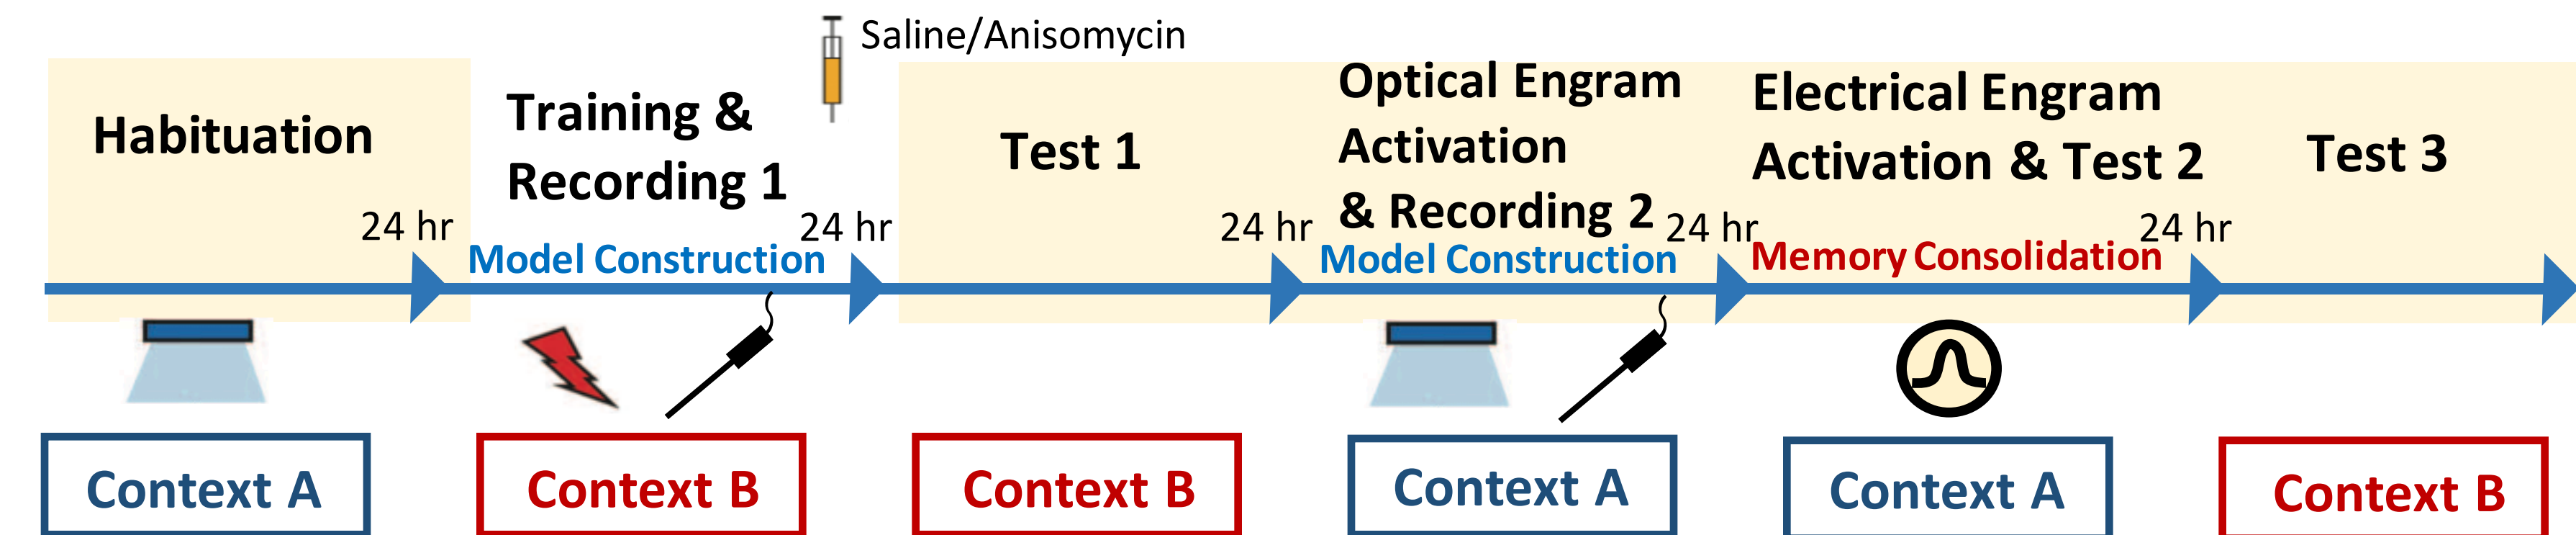 Saline/Anisomycin
Habituation
24 hr
Training &
Recording 1
24 hr
Model Construction
Test 1
24 hr
Optical Engram
Activation
& Recording 2
24 hr
Model Construction
Electrical Engram
Activation & Test 2
24 hr
Memory Consolidation
Test 3
Context A
Context B
Context B
Context A
Context A
Context B